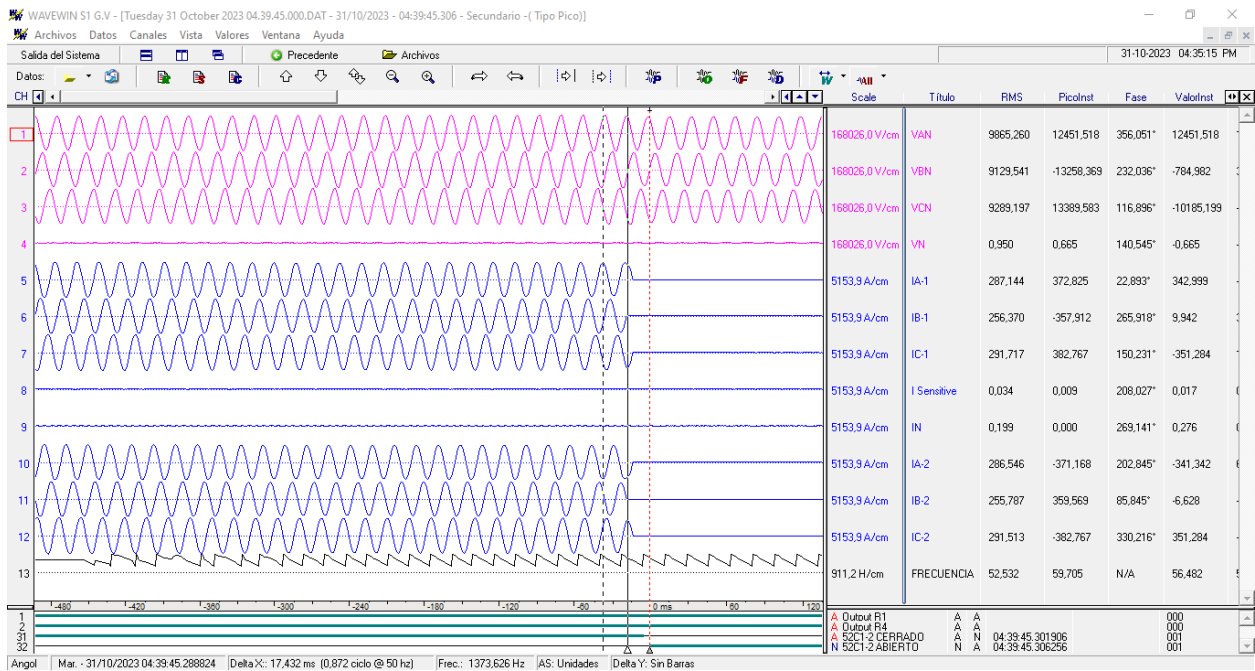 WAVEWIN S1 G.V - [Tuesday 31 October 2023 04.39.45.000.DAT - 31/10/2023 - 04:39:45.306 - Secundario -( Tipo Pico)]
Archivos Datos Canales Vista Valores Ventana Ayuda
Salida del Sistema Precedente Archivos 31-10-2023 04:35:15 PM
Datos:
CH Scale Título RMS PicoInst Fase ValorInst
1 168026,0 V/cm VAN 9865,260 12451,518 356,051° 12451,518
2 168026,0 V/cm VBN 9129,541 -13258,369 232,036° -784,982
3 168026,0 V/cm VCN 9289,197 13389,583 116,896° -10185,199
4 168026,0 V/cm VN 0,950 0,665 140,545° -0,665
5 5153,9 A/cm IA-1 287,144 372,825 22,893° 342,999
6 5153,9 A/cm IB-1 256,370 -357,912 265,918° 9,942
7 5153,9 A/cm IC-1 291,717 382,767 150,231° -351,284
8 5153,9 A/cm I Sensitive 0,034 0,009 208,027° 0,017
9 5153,9 A/cm IN 0,199 0,000 269,141° 0,276
10 5153,9 A/cm IA-2 286,546 -371,168 202,845° -341,342
11 5153,9 A/cm IB-2 255,787 359,569 85,845° -6,628
12 5153,9 A/cm IC-2 291,513 -382,767 330,216° 351,284
13 911,2 H/cm FRECUENCIA 52,532 59,705 N/A 56,482
-480 -420 -360 -300 -240 -180 -120 -60 0 ms 60 120
1 A Output R1 A A 000
2 A Output R4 A A 000
31 A 52C1-2 CERRADO A N 04:39:45.301906 001
32 N 52C1-2 ABIERTO N A 04:39:45.306256 001
Angol Mar. - 31/10/2023 04:39:45.288824 Delta X:: 17,432 ms (0,872 ciclo @ 50 hz) Frec.: 1373,626 Hz AS: Unidades Delta Y: Sin Barras